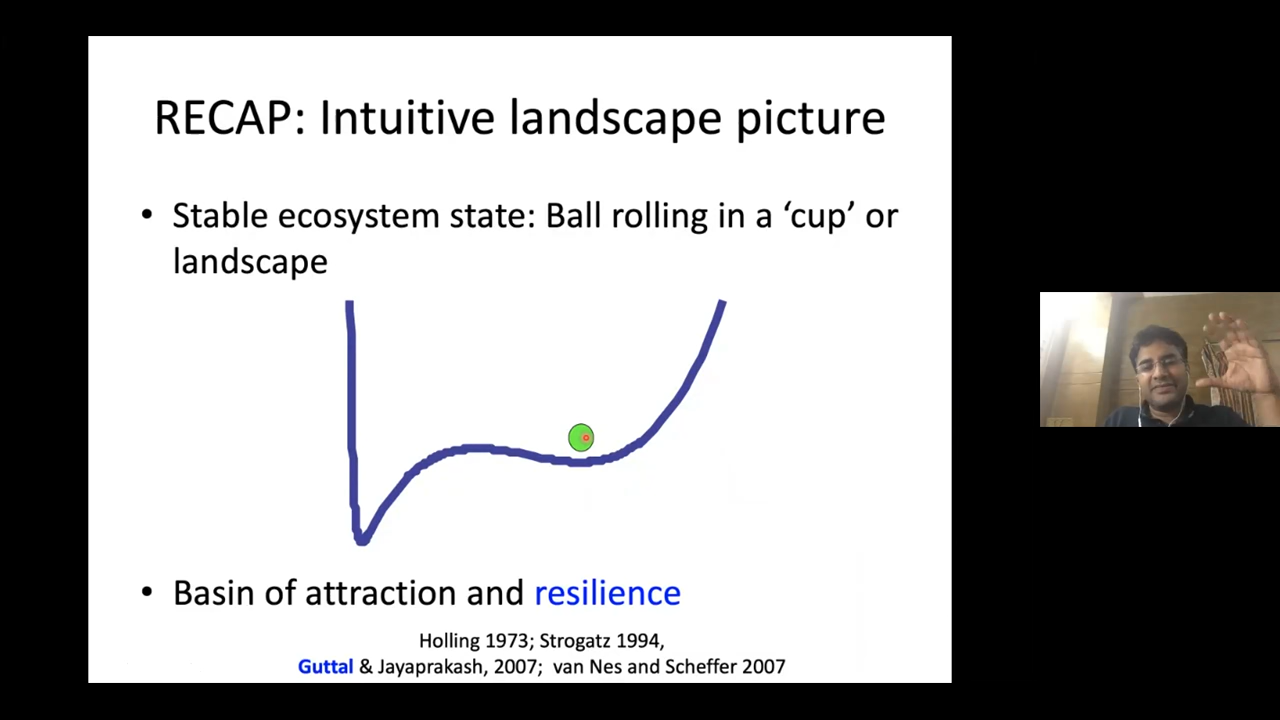 RECAP: Intuitive landscape picture
• Stable ecosystem state: Ball rolling in a ‘cup’ or
landscape
• Basin of attraction and resilience
Holling 1973; Strogatz 1994,
Guttal & Jayaprakash, 2007; van Nes and Scheffer 2007